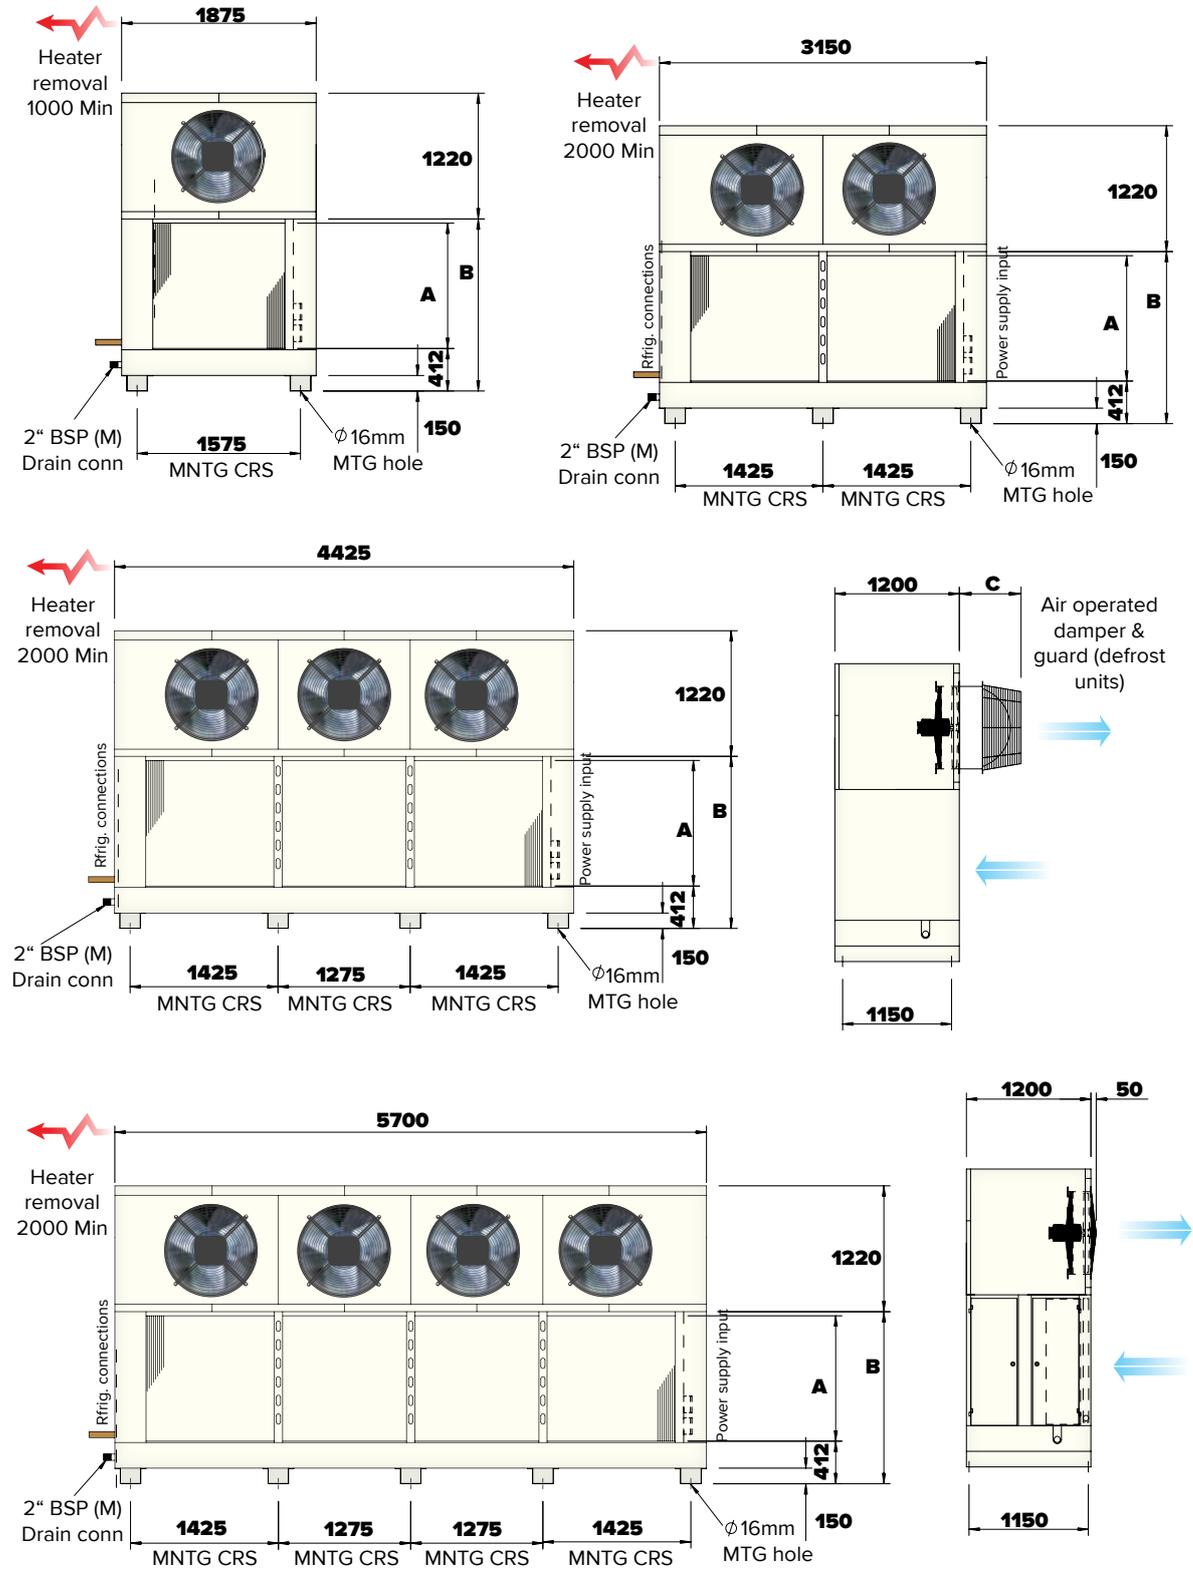 1875
Heater
removal
1000 Min
1220
A
B
412
150
2“ BSP (M)
Drain conn
1575
MNTG CRS
∅16mm
MTG hole
3150
Heater
removal
2000 Min
1220
Rfrig. connections
Power supply input
A
B
412
150
2“ BSP (M)
Drain conn
1425
1425
MNTG CRS
MNTG CRS
∅16mm
MTG hole
4425
Heater
removal
2000 Min
1220
Rfrig. connections
Power supply input
A
B
412
150
2“ BSP (M)
Drain conn
1425
1275
1425
MNTG CRS
MNTG CRS
MNTG CRS
∅16mm
MTG hole
1200
C
Air operated
damper &
guard (defrost
units)
1150
5700
Heater
removal
2000 Min
1220
Rfrig. connections
Power supply input
A
B
412
150
2“ BSP (M)
Drain conn
1425
1275
1275
1425
MNTG CRS
MNTG CRS
MNTG CRS
MNTG CRS
∅16mm
MTG hole
1200
50
1150